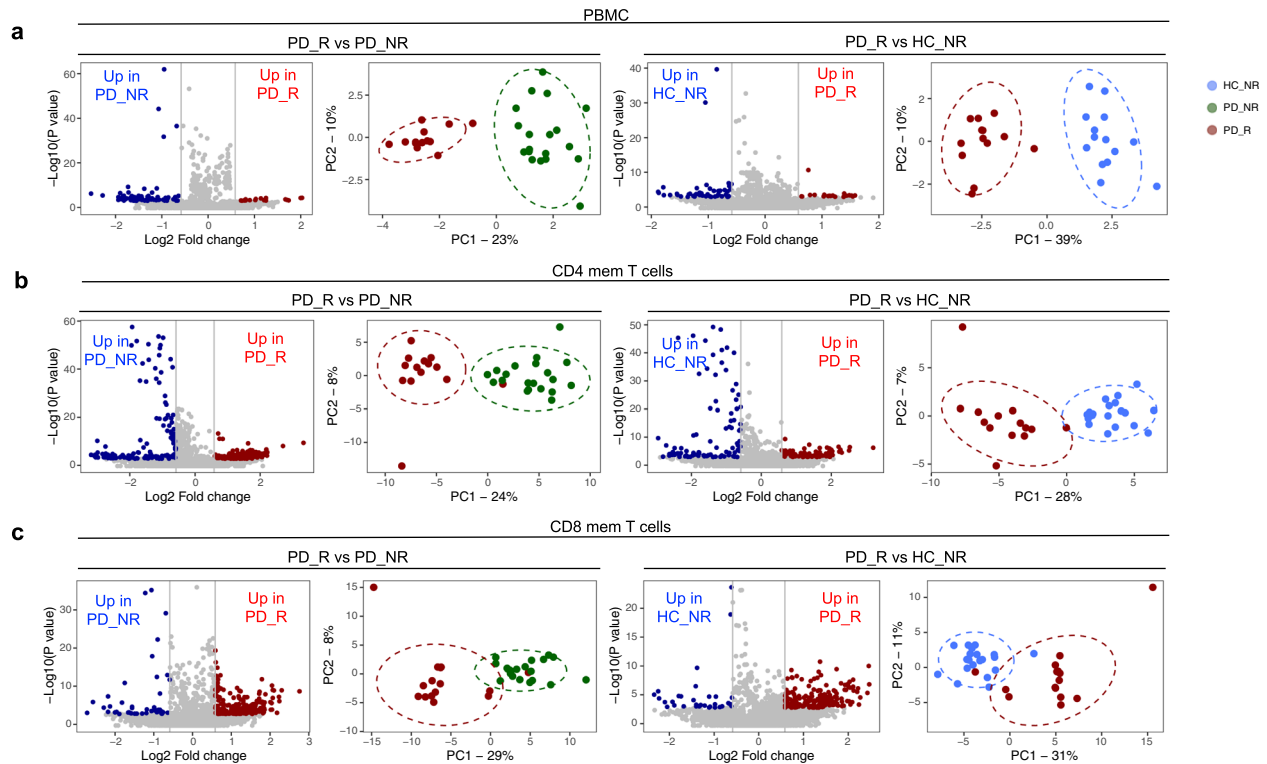 PBMC
a
PD_R vs PD_NR
PD_R vs HC_NR
Up in
PD_NR
Up in
PD_R
−Log10(P value)
60
40
20
0
−2
−1
0
1
2
Log2 Fold change
PC2 − 10%
2.5
0.0
−2.5
−4
−2
0
2
PC1 − 23%
Up in
HC_NR
Up in
PD_R
−Log10(P value)
40
30
20
10
0
−2
−1
0
1
2
Log2 Fold change
PC2 − 10%
2
0
−2
−2.5
0.0
2.5
PC1 − 39%
HC_NR
PD_NR
PD_R
b
CD4 mem T cells
PD_R vs PD_NR
PD_R vs HC_NR
Up in
PD_NR
Up in
PD_R
−Log10(P value)
60
40
20
0
−2
0
2
Log2 Fold change
PC2 − 8%
5
0
−5
−10
−10
−5
0
5
10
PC1 − 24%
Up in
HC_NR
Up in
PD_R
−Log10(P value)
50
40
30
20
10
0
−2
0
2
Log2 Fold change
PC2 − 7%
5
0
−5
−10
−5
0
5
PC1 − 28%
c
CD8 mem T cells
PD_R vs PD_NR
PD_R vs HC_NR
Up in
PD_NR
Up in
PD_R
−Log10(P value)
30
20
10
0
−2
−1
0
1
2
3
Log2 Fold change
PC2 − 8%
15
10
5
0
−5
−10
−15
−10
−5
0
5
10
PC1 − 29%
Up in
HC_NR
Up in
PD_R
−Log10(P value)
20
15
10
5
0
−2
−1
0
1
2
Log2 Fold change
PC2 − 11%
10
5
0
−5
−5
0
5
10
15
PC1 − 31%